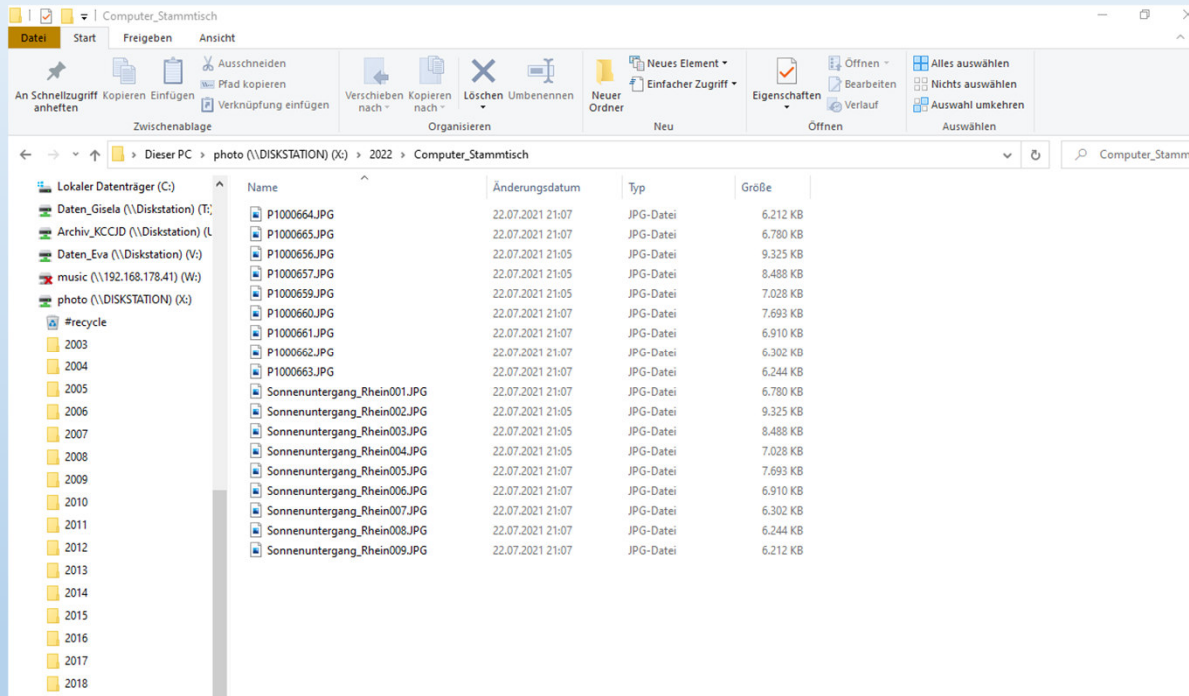 Computer_Stammtisch
Datei Start Freigeben Ansicht
An Schnellzugriff anheften
Kopieren
Einfügen
Ausschneiden
Pfad kopieren
Verknüpfung einfügen
Zwischenablage
Verschieben nach
Kopieren nach
Löschen
Umbenennen
Organisieren
Neuer Ordner
Neues Element
Einfacher Zugriff
Neu
Eigenschaften
Öffnen
Bearbeiten
Verlauf
Öffnen
Alles auswählen
Nichts auswählen
Auswahl umkehren
Auswählen
Dieser PC > photo (\\DISKSTATION) (X:) > 2022 > Computer_Stammtisch
Computer_Stamm
Lokaler Datenträger (C:)
Daten_Gisela (\\Diskstation) (T:)
Archiv_KCCJD (\\Diskstation) (U
Daten_Eva (\\Diskstation) (V:)
music (\\192.168.178.41) (W:)
photo (\\DISKSTATION) (X:)
#recycle
2003
2004
2005
2006
2007
2008
2009
2010
2011
2012
2013
2014
2015
2016
2017
2018
Name Änderungsdatum Typ Größe
P1000664.JPG 22.07.2021 21:07 JPG-Datei 6.212 KB
P1000665.JPG 22.07.2021 21:07 JPG-Datei 6.780 KB
P1000656.JPG 22.07.2021 21:05 JPG-Datei 9.325 KB
P1000657.JPG 22.07.2021 21:05 JPG-Datei 8.488 KB
P1000659.JPG 22.07.2021 21:05 JPG-Datei 7.028 KB
P1000660.JPG 22.07.2021 21:07 JPG-Datei 7.693 KB
P1000661.JPG 22.07.2021 21:07 JPG-Datei 6.910 KB
P1000662.JPG 22.07.2021 21:07 JPG-Datei 6.302 KB
P1000663.JPG 22.07.2021 21:07 JPG-Datei 6.244 KB
Sonnenuntergang_Rhein001.JPG 22.07.2021 21:07 JPG-Datei 6.780 KB
Sonnenuntergang_Rhein002.JPG 22.07.2021 21:05 JPG-Datei 9.325 KB
Sonnenuntergang_Rhein003.JPG 22.07.2021 21:05 JPG-Datei 8.488 KB
Sonnenuntergang_Rhein004.JPG 22.07.2021 21:05 JPG-Datei 7.028 KB
Sonnenuntergang_Rhein005.JPG 22.07.2021 21:07 JPG-Datei 7.693 KB
Sonnenuntergang_Rhein006.JPG 22.07.2021 21:07 JPG-Datei 6.910 KB
Sonnenuntergang_Rhein007.JPG 22.07.2021 21:07 JPG-Datei 6.302 KB
Sonnenuntergang_Rhein008.JPG 22.07.2021 21:07 JPG-Datei 6.244 KB
Sonnenuntergang_Rhein009.JPG 22.07.2021 21:07 JPG-Datei 6.212 KB